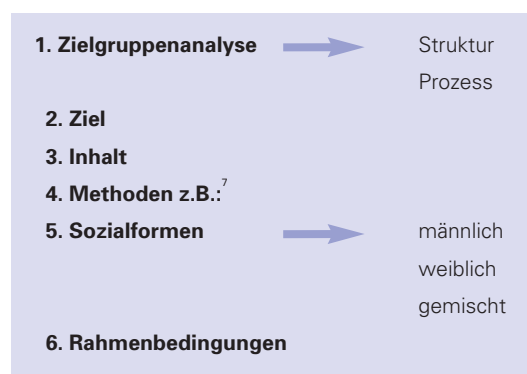 1. Zielgruppenanalyse Struktur
Prozess
2. Ziel
3. Inhalt
4. Methoden z.B.:7
5. Sozialformen männlich
weiblich
gemischt
6. Rahmenbedingungen